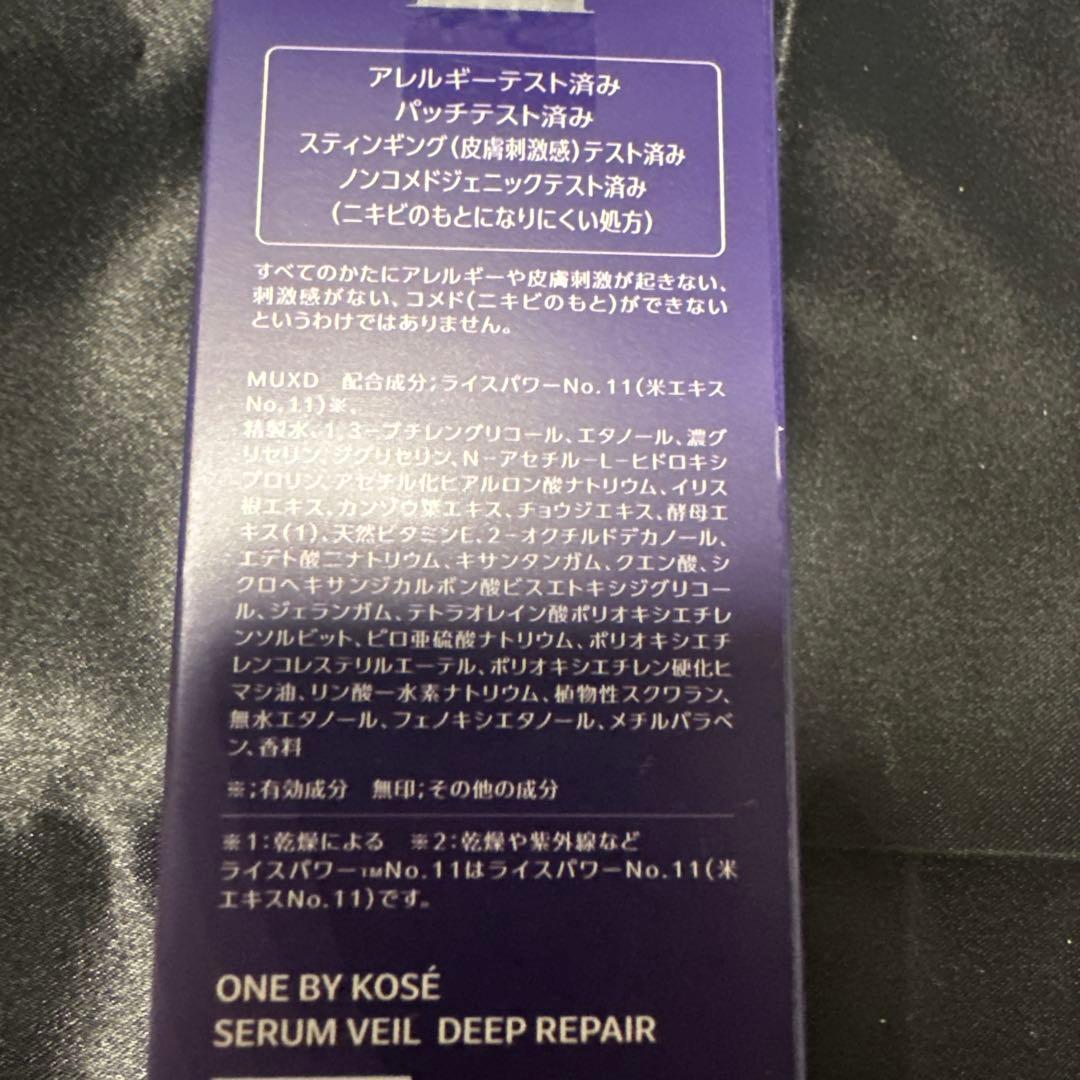 アレルギーテスト済み
パッチテスト済み
スティンギング(皮膚刺激感)テスト済み
ノンコメドジェニックテスト済み
(ニキビのもとになりにくい処方)
すべてのかたにアレルギーや皮膚刺激が起きない、
刺激感がない、コメド(ニキビのもと)ができない
というわけではありません。
MUXD　配合成分;ライスパワーNo.11(米エキス
No.11)※、
精製水、1,3-ブチレングリコール、エタノール、濃グ
リセリン、ジグリセリン、N-アセチル-L-ヒドロキシ
プロリン、アセチル化ヒアルロン酸ナトリウム、イリス
根エキス、カンゾウ葉エキス、チョウジエキス、酵母エ
キス(1)、天然ビタミンE、2-オクチルドデカノール、
エデト酸二ナトリウム、キサンタンガム、クエン酸、シ
クロヘキサンジカルボン酸ビスエトキシジグリコー
ル、ジェランガム、テトラオレイン酸ポリオキシエチレ
ンソルビット、ピロ亜硫酸ナトリウム、ポリオキシエチ
レンコレステリルエーテル、ポリオキシエチレン硬化ヒ
マシ油、リン酸一水素ナトリウム、植物性スクワラン、
無水エタノール、フェノキシエタノール、メチルパラベ
ン、香料
※;有効成分　無印;その他の成分
※1:乾燥による　※2:乾燥や紫外線など
ライスパワー™No.11はライスパワーNo.11(米
エキスNo.11)です。
ONE BY KOSÉ
SERUM VEIL DEEP REPAIR